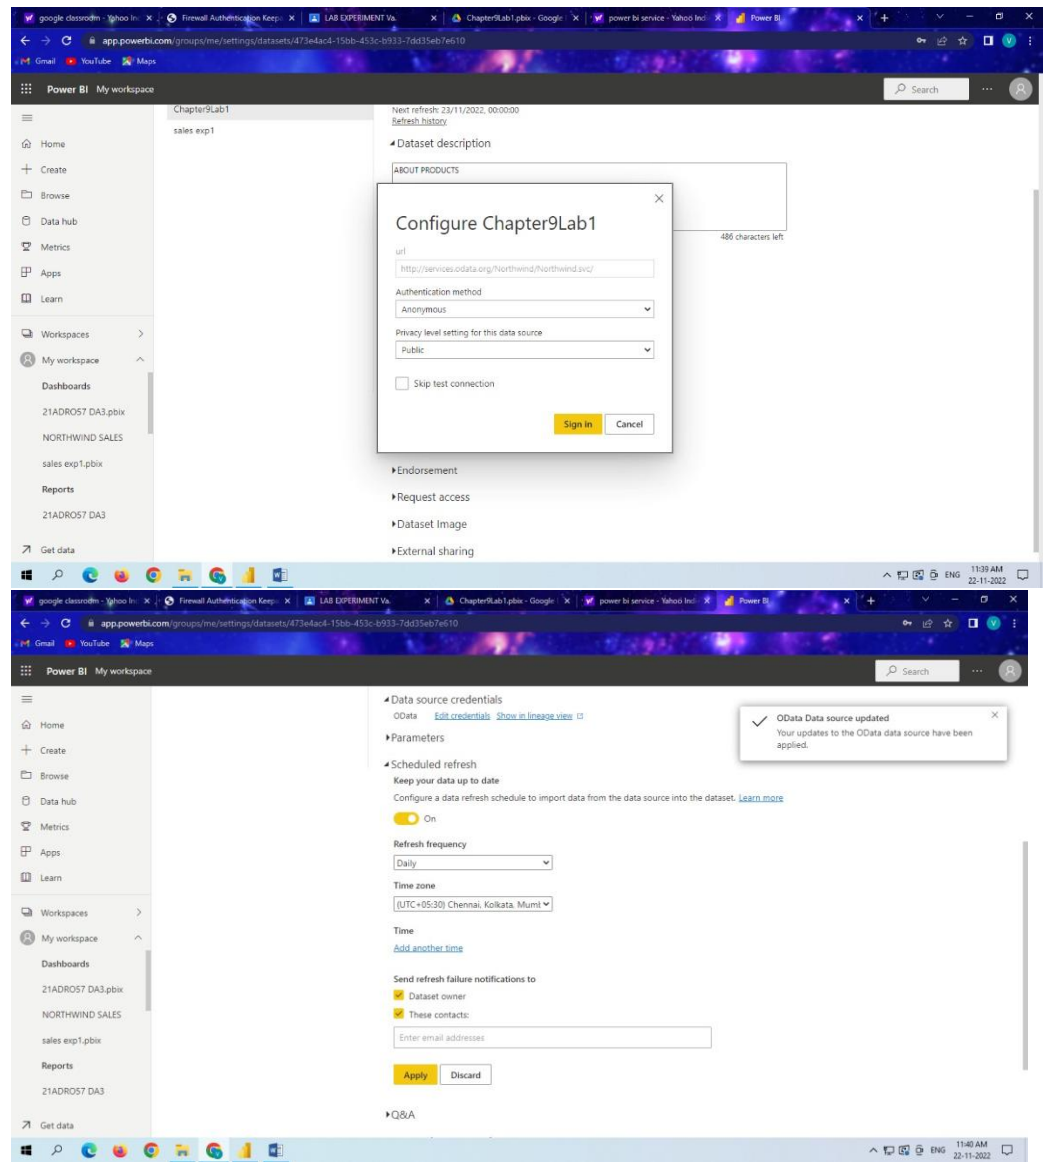 google classroom - Yahoo In
Firewall Authentication Keep
LAB EXPERIMENT Va.
Chapter9Lab1.pbix - Google
power bi service - Yahoo Ind
Power BI
app.powerbi.com/groups/me/settings/datasets/473e4ac4-15bb-453c-b933-7dd35eb7e610
Gmail YouTube Maps
Power BI My workspace Search
Chapter9Lab1
sales exp1
Home
Create
Browse
Data hub
Metrics
Apps
Learn
Workspaces
My workspace
Dashboards
21ADRO57 DA3.pbix
NORTHWIND SALES
sales exp1.pbix
Reports
21ADRO57 DA3
Get data
Next refresh: 23/11/2022, 00:00:00
Refresh history
Dataset description
ABOUT PRODUCTS
486 characters left
Configure Chapter9Lab1
url
http://services.odata.org/Northwind/Northwind.svc/
Authentication method
Anonymous
Privacy level setting for this data source
Public
Skip test connection
Sign in Cancel
Endorsement
Request access
Dataset Image
External sharing
ENG 11:39 AM
22-11-2022
google classroom - Yahoo In
Firewall Authentication Keep
LAB EXPERIMENT Va.
Chapter9Lab1.pbix - Google
power bi service - Yahoo Ind
Power BI
app.powerbi.com/groups/me/settings/datasets/473e4ac4-15bb-453c-b933-7dd35eb7e610
Gmail YouTube Maps
Power BI My workspace Search
Home
Create
Browse
Data hub
Metrics
Apps
Learn
Workspaces
My workspace
Dashboards
21ADRO57 DA3.pbix
NORTHWIND SALES
sales exp1.pbix
Reports
21ADRO57 DA3
Get data
Data source credentials
OData Edit credentials Show in lineage view
OData Data source updated
Your updates to the OData data source have been
applied.
Parameters
Scheduled refresh
Keep your data up to date
Configure a data refresh schedule to import data from the data source into the dataset. Learn more
On
Refresh frequency
Daily
Time zone
(UTC+05:30) Chennai, Kolkata, Mumb
Time
Add another time
Send refresh failure notifications to
Dataset owner
These contacts:
Enter email addresses
Apply Discard
Q&A
ENG 11:40 AM
22-11-2022